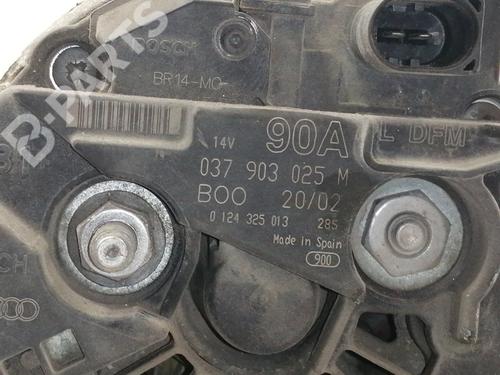 B-PARTS
BOSCH
BR14-M0-
14V 90A L DFM
037 903 025 M
BOO 20/02
0 124 325 013 285
Made in Spain
900